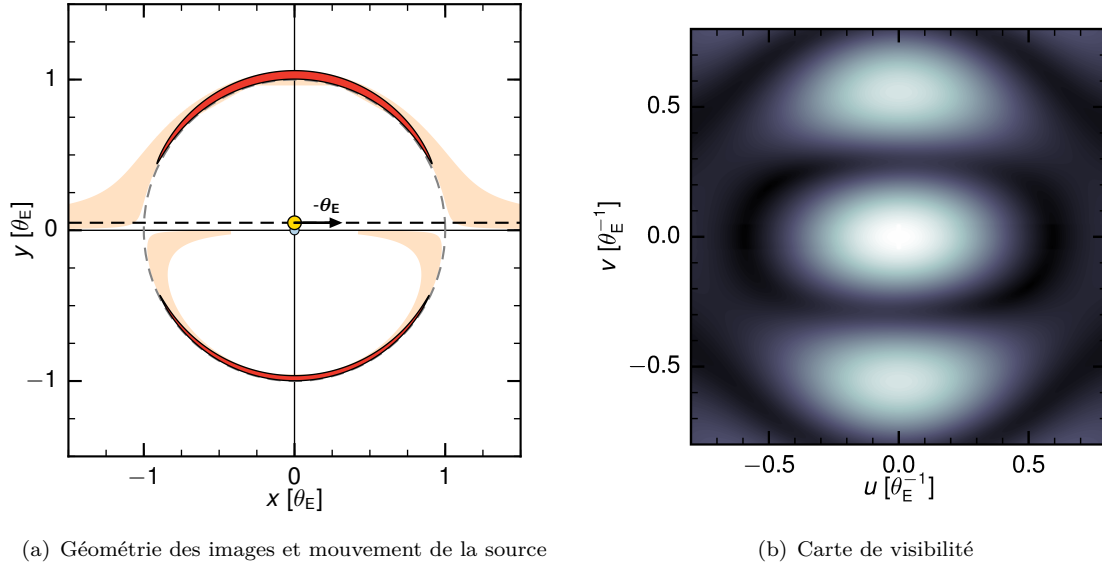 1
0
−1
y [θE]
-θE
−1
0
1
x [θE]
0.5
0.0
−0.5
v [θE⁻¹]
−0.5
0.0
0.5
u [θE⁻¹]
(a) Géométrie des images et mouvement de la source
(b) Carte de visibilité